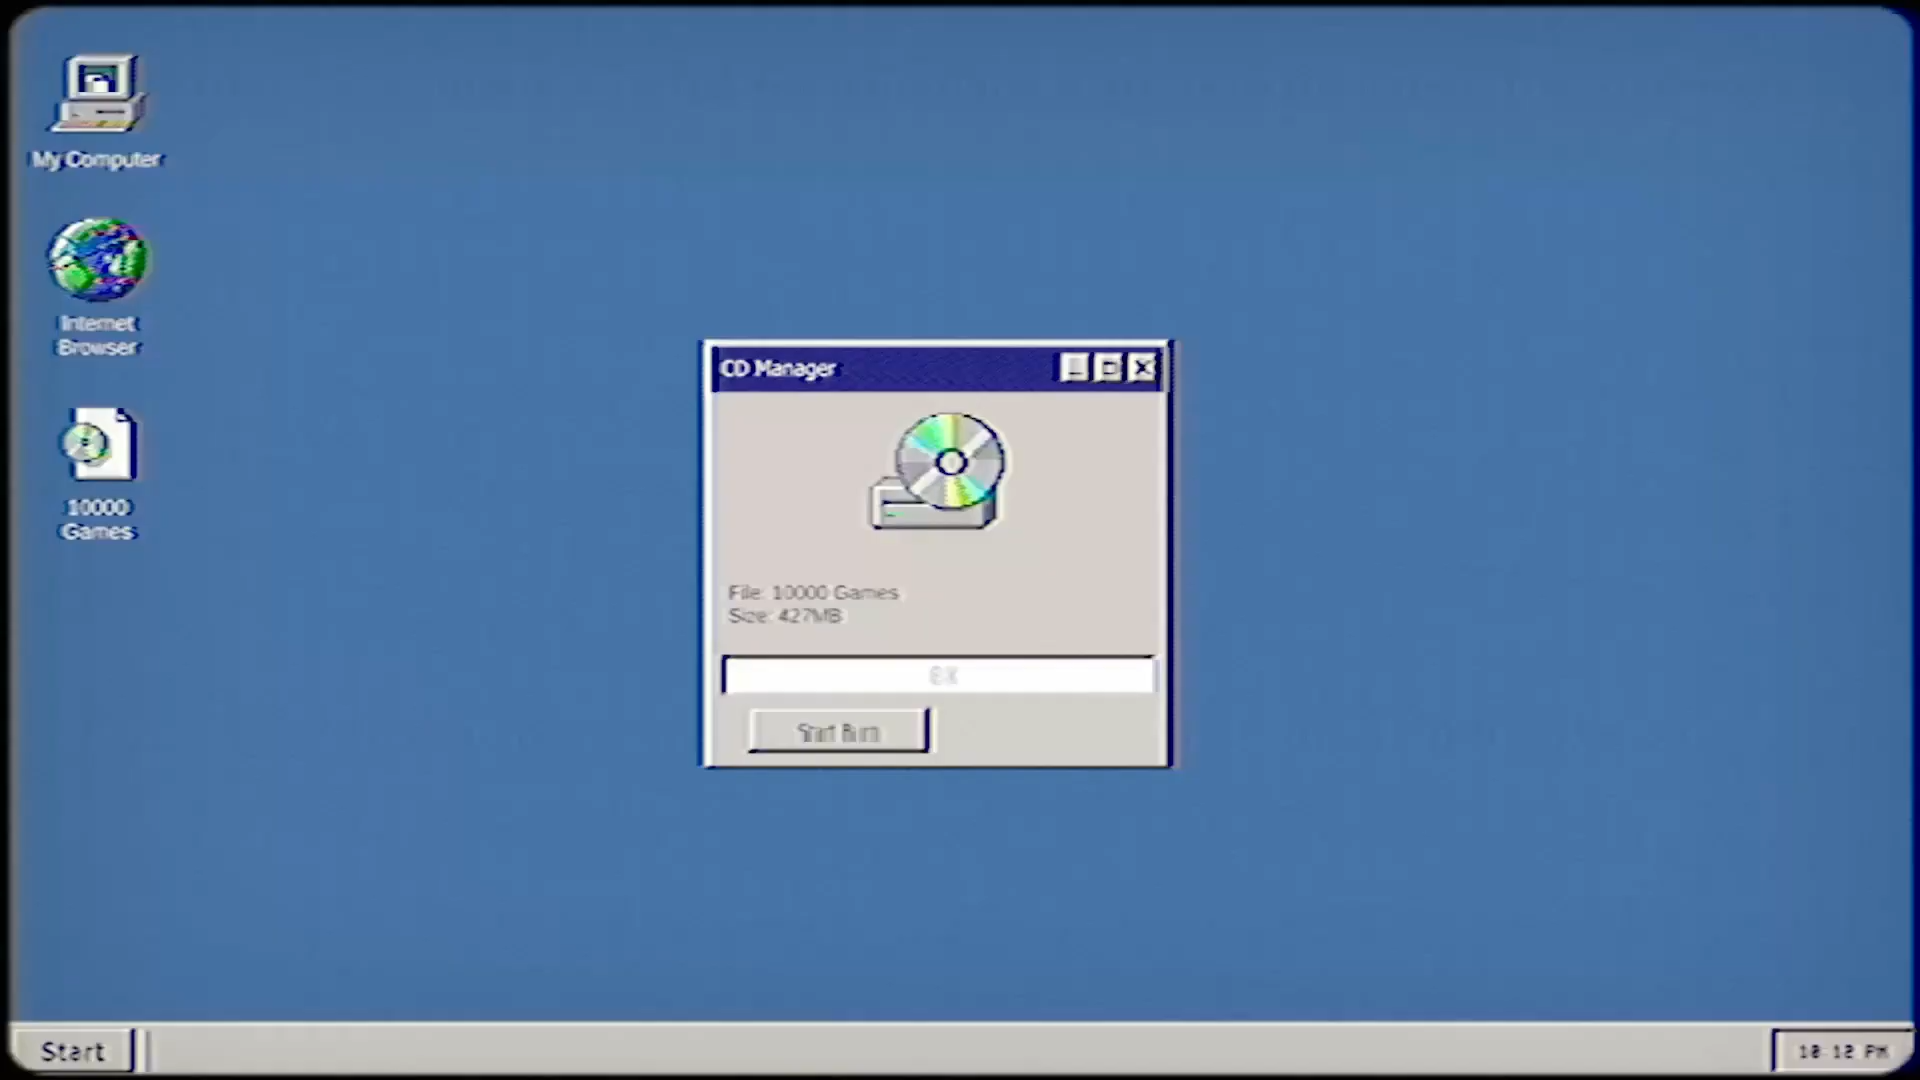 My Computer
Internet
Browser
10000
Games
CD Manager
File: 10000 Games
Size: 427MB
Start Burn
Start
10:12 PM